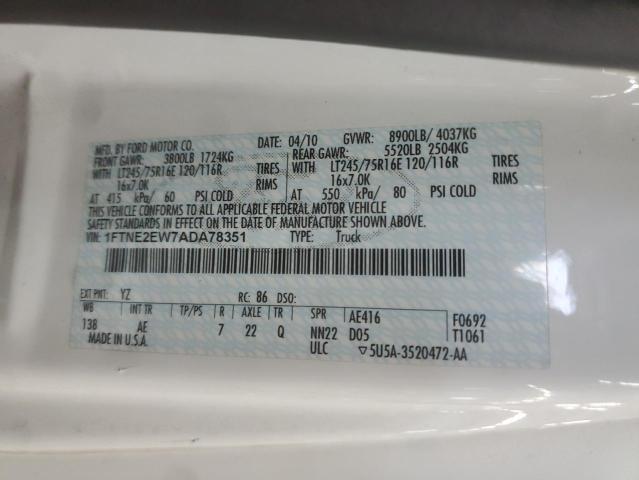 MFD. BY FORD MOTOR CO. DATE: 04/10 GVWR: 8900LB/ 4037KG
FRONT GAWR: 3800LB 1724KG REAR GAWR: 5520LB 2504KG
WITH LT245/75R16E 120/116R TIRES WITH LT245/75R16E 120/116R TIRES
16x7.0K RIMS 16x7.0K RIMS
AT 415 kPa/ 60 PSI COLD AT 550 kPa/ 80 PSI COLD
THIS VEHICLE CONFORMS TO ALL APPLICABLE FEDERAL MOTOR VEHICLE
SAFETY STANDARDS IN EFFECT ON THE DATE OF MANUFACTURE SHOWN ABOVE.
VIN: 1FTNE2EW7ADA78351 TYPE: Truck
EXT PNT: YZ RC: 86 DSO:
WB INT TR TP/PS R AXLE TR SPR AE416 F0692
138 AE 7 22 Q NN22 D05 T1061
MADE IN U.S.A. ULC ▽5U5A-3520472-AA